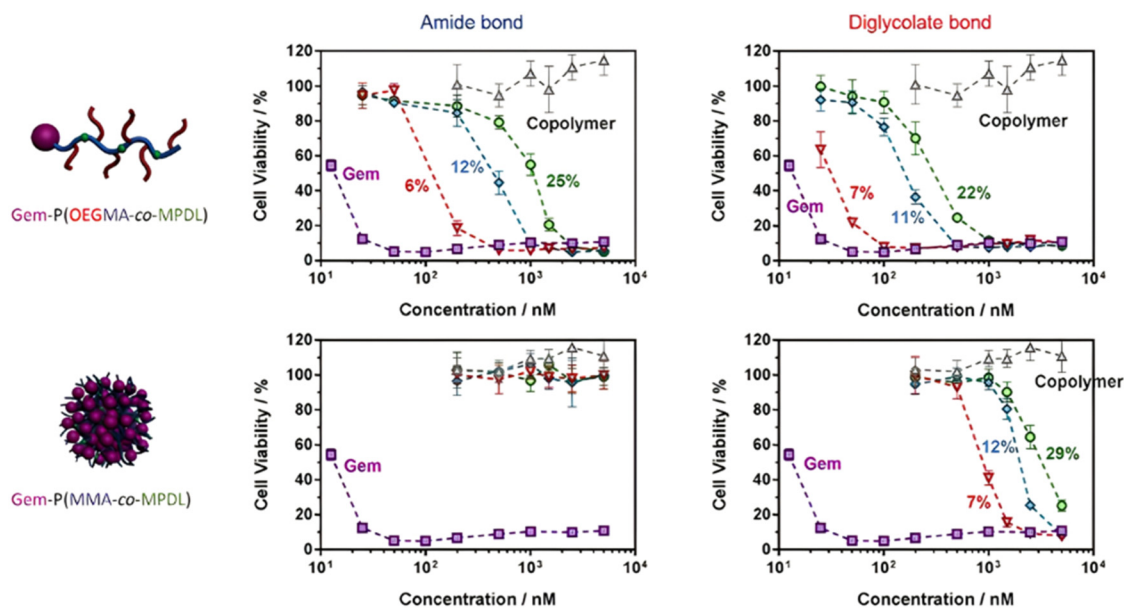 Amide bond
Diglycolate bond
120
100
80
60
40
20
0
Cell Viability / %
Copolymer
Gem
6%
12%
25%
10¹
10²
10³
10⁴
Concentration / nM
120
100
80
60
40
20
0
Cell Viability / %
Copolymer
Gem
7%
11%
22%
10¹
10²
10³
10⁴
Concentration / nM
Gem-P(OEGMA-co-MPDL)
120
100
80
60
40
20
0
Cell Viability / %
Gem
10¹
10²
10³
10⁴
Concentration / nM
120
100
80
60
40
20
0
Cell Viability / %
Copolymer
Gem
7%
12%
29%
10¹
10²
10³
10⁴
Concentration / nM
Gem-P(MMA-co-MPDL)